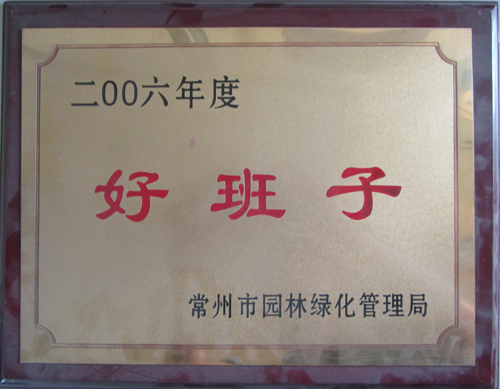 二00六年度
好班子
常州市园林绿化管理局